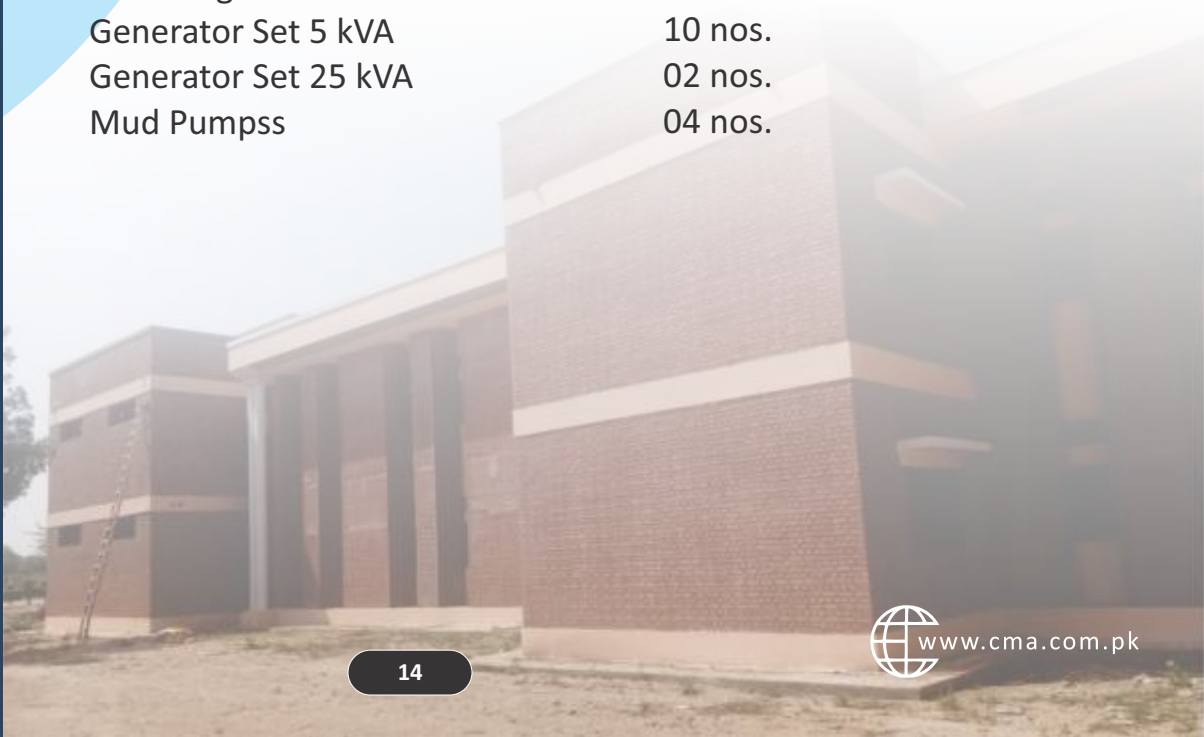 Generator Set 5 kVA 10 nos.
Generator Set 25 kVA 02 nos.
Mud Pumpss 04 nos.
www.cma.com.pk
14